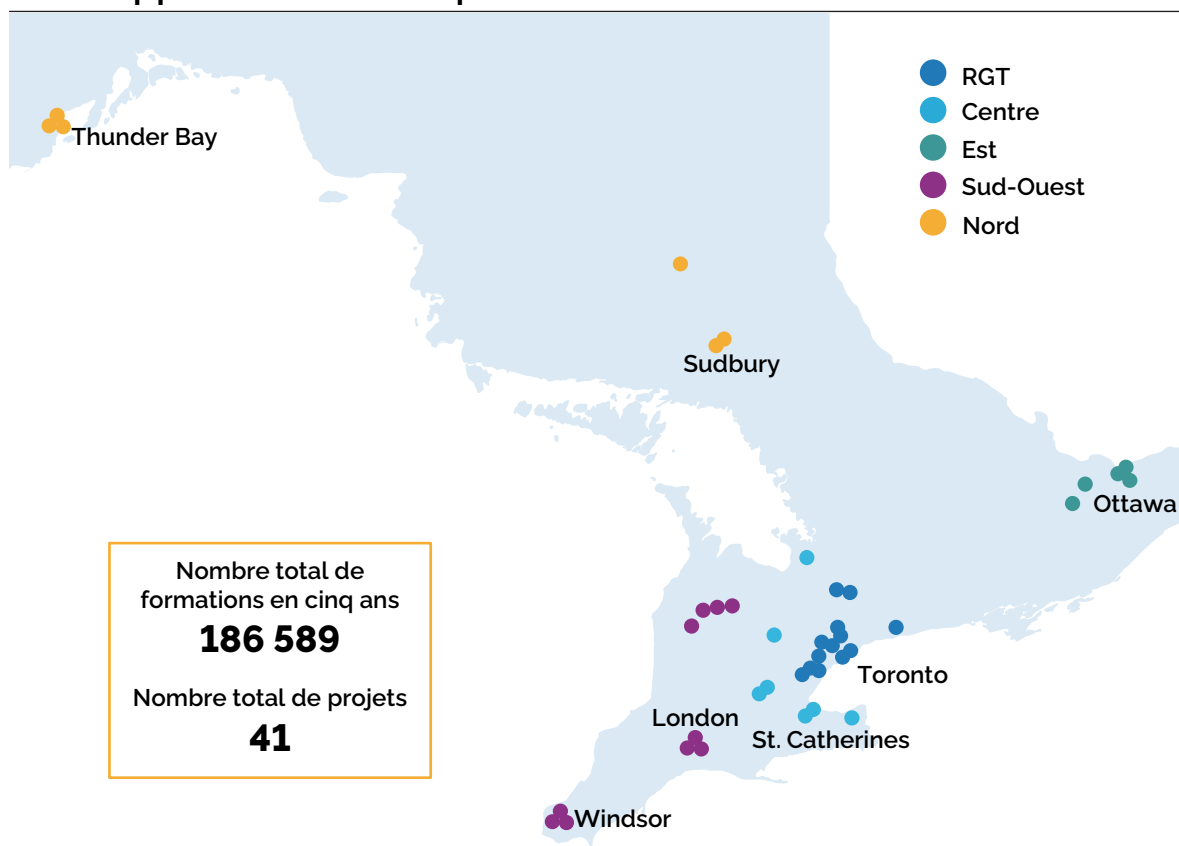 RGT
Centre
Est
Sud-Ouest
Nord
Thunder Bay
Sudbury
Ottawa
Nombre total de
formations en cinq ans
186 589
Nombre total de projets
41
Toronto
London
St. Catherines
Windsor